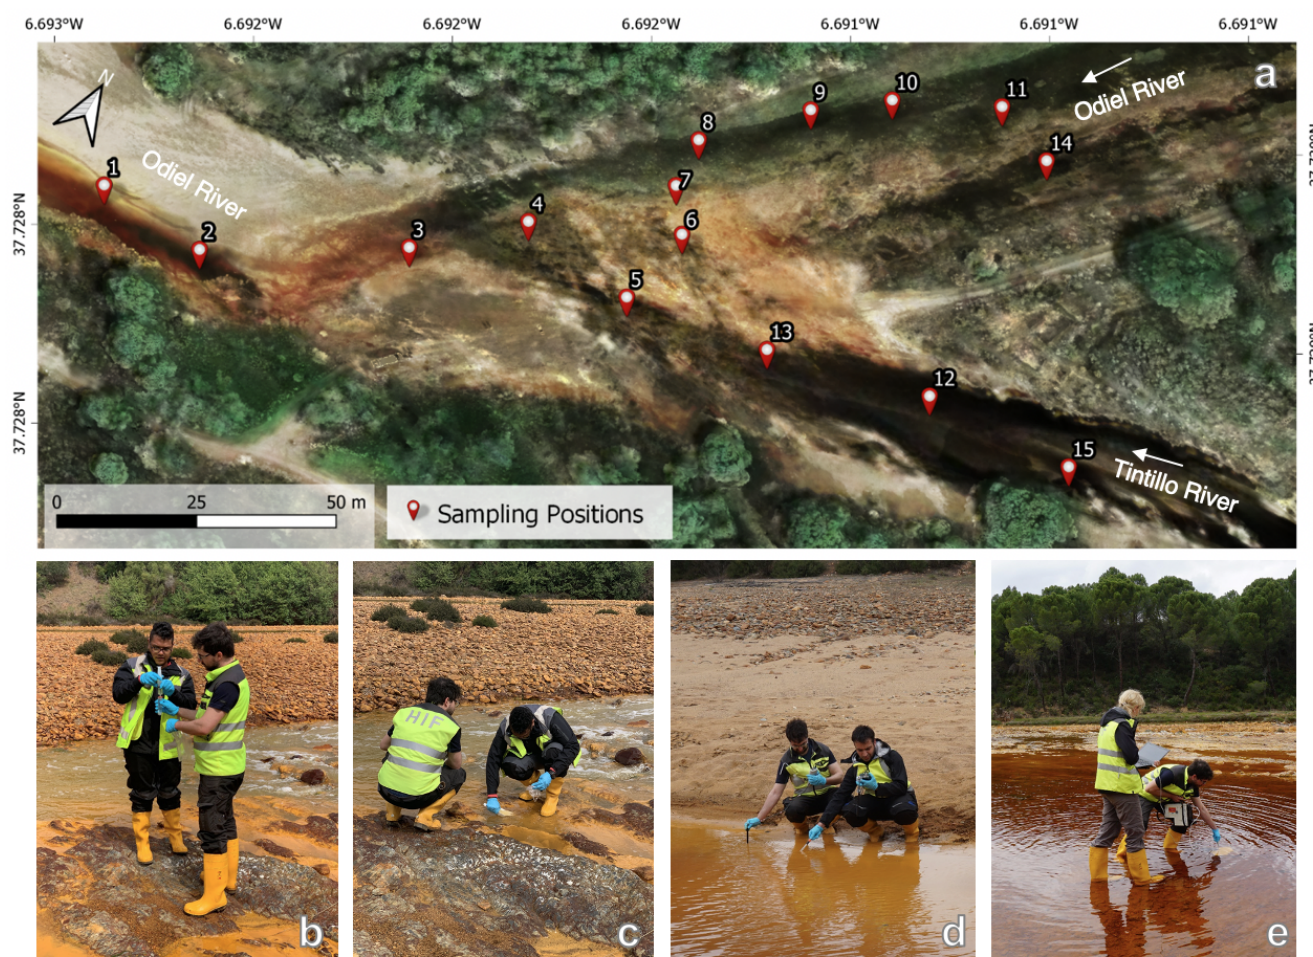 6.693°W 6.692°W 6.692°W 6.692°W 6.691°W 6.691°W 6.691°W
a
N
Odiel River
Odiel River
Tintillo River
1
2
3
4
5
6
7
8
9
10
11
14
13
12
15
37.728°N
37.728°N
0 25 50 m
Sampling Positions
HIF
b
c
d
e